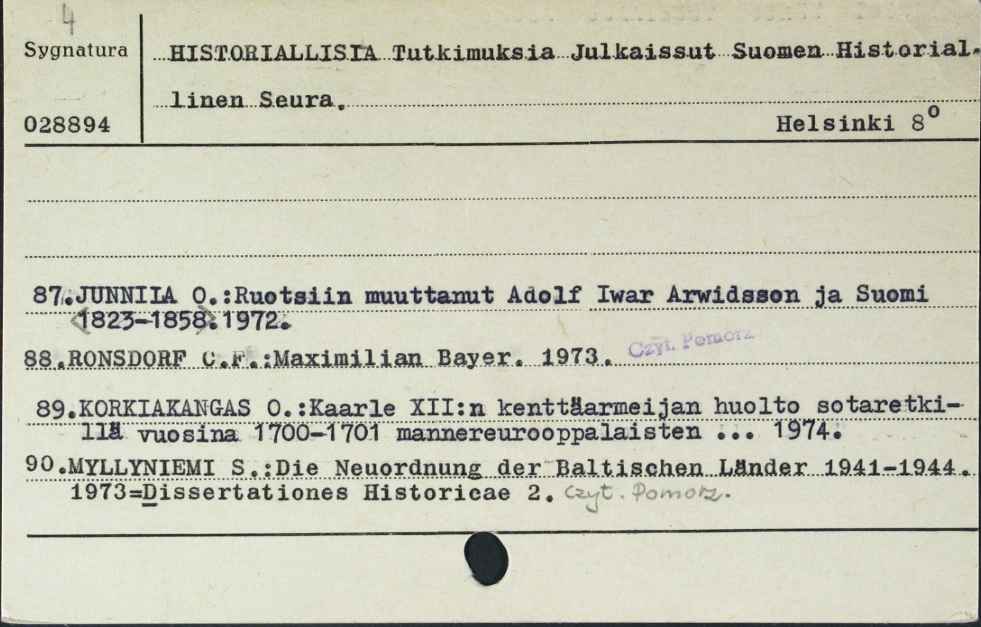 4
Sygnatura
HISTORIALLISIA Tutkimuksia Julkaissut Suomen Historial-
linen Seura.
028894
Helsinki 8⁰
87.JUNNILA O.:Ruotsiin muuttanut Adolf Iwar Arwidsson ja Suomi
<1823-1858>.1972.
88.RONSDORF C.F.:Maximilian Bayer. 1973. Czyt. Pomorz
89.KORKIAKANGAS O.:Kaarle XII:n kenttäarmeijan huolto sotaretki-
llä vuosina 1700-1701 mannereurooppalaisten ... 1974.
90.MYLLYNIEMI S.:Die Neuordnung der Baltischen Länder 1941-1944.
1973=Dissertationes Historicae 2. Czyt. Pomorz.